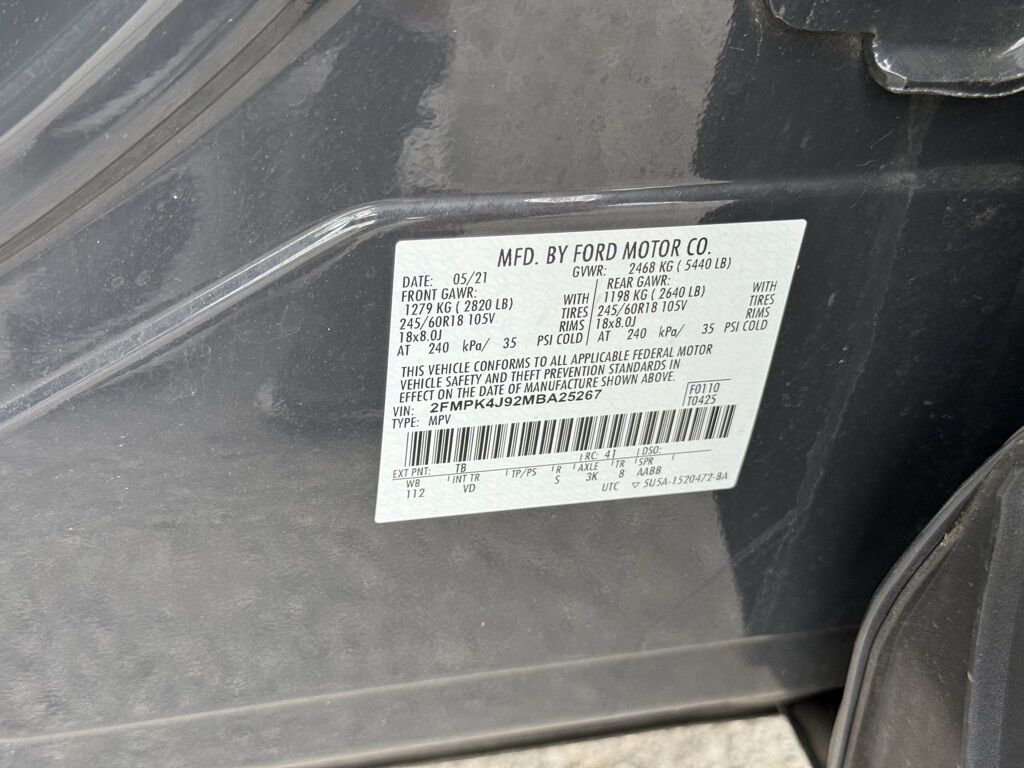 MFD. BY FORD MOTOR CO.
DATE: 05/21 GVWR: 2468 KG ( 5440 LB)
FRONT GAWR: REAR GAWR:
1279 KG ( 2820 LB) WITH 1198 KG ( 2640 LB) WITH
245/60R18 105V TIRES 245/60R18 105V TIRES
18x8.0J RIMS 18x8.0J RIMS
AT 240 kPa/ 35 PSI COLD AT 240 kPa/ 35 PSI COLD
THIS VEHICLE CONFORMS TO ALL APPLICABLE FEDERAL MOTOR
VEHICLE SAFETY AND THEFT PREVENTION STANDARDS IN
EFFECT ON THE DATE OF MANUFACTURE SHOWN ABOVE.
VIN: 2FMPK4J92MBA25267 F0110
TYPE: MPV T0425
EXT PNT: TB RC: 41 DSO:
WB INT TR TP/PS R AXLE TR SPR
112 VD S 3K 8 AABB
UTC ▽ 5U5A-1520472-BA